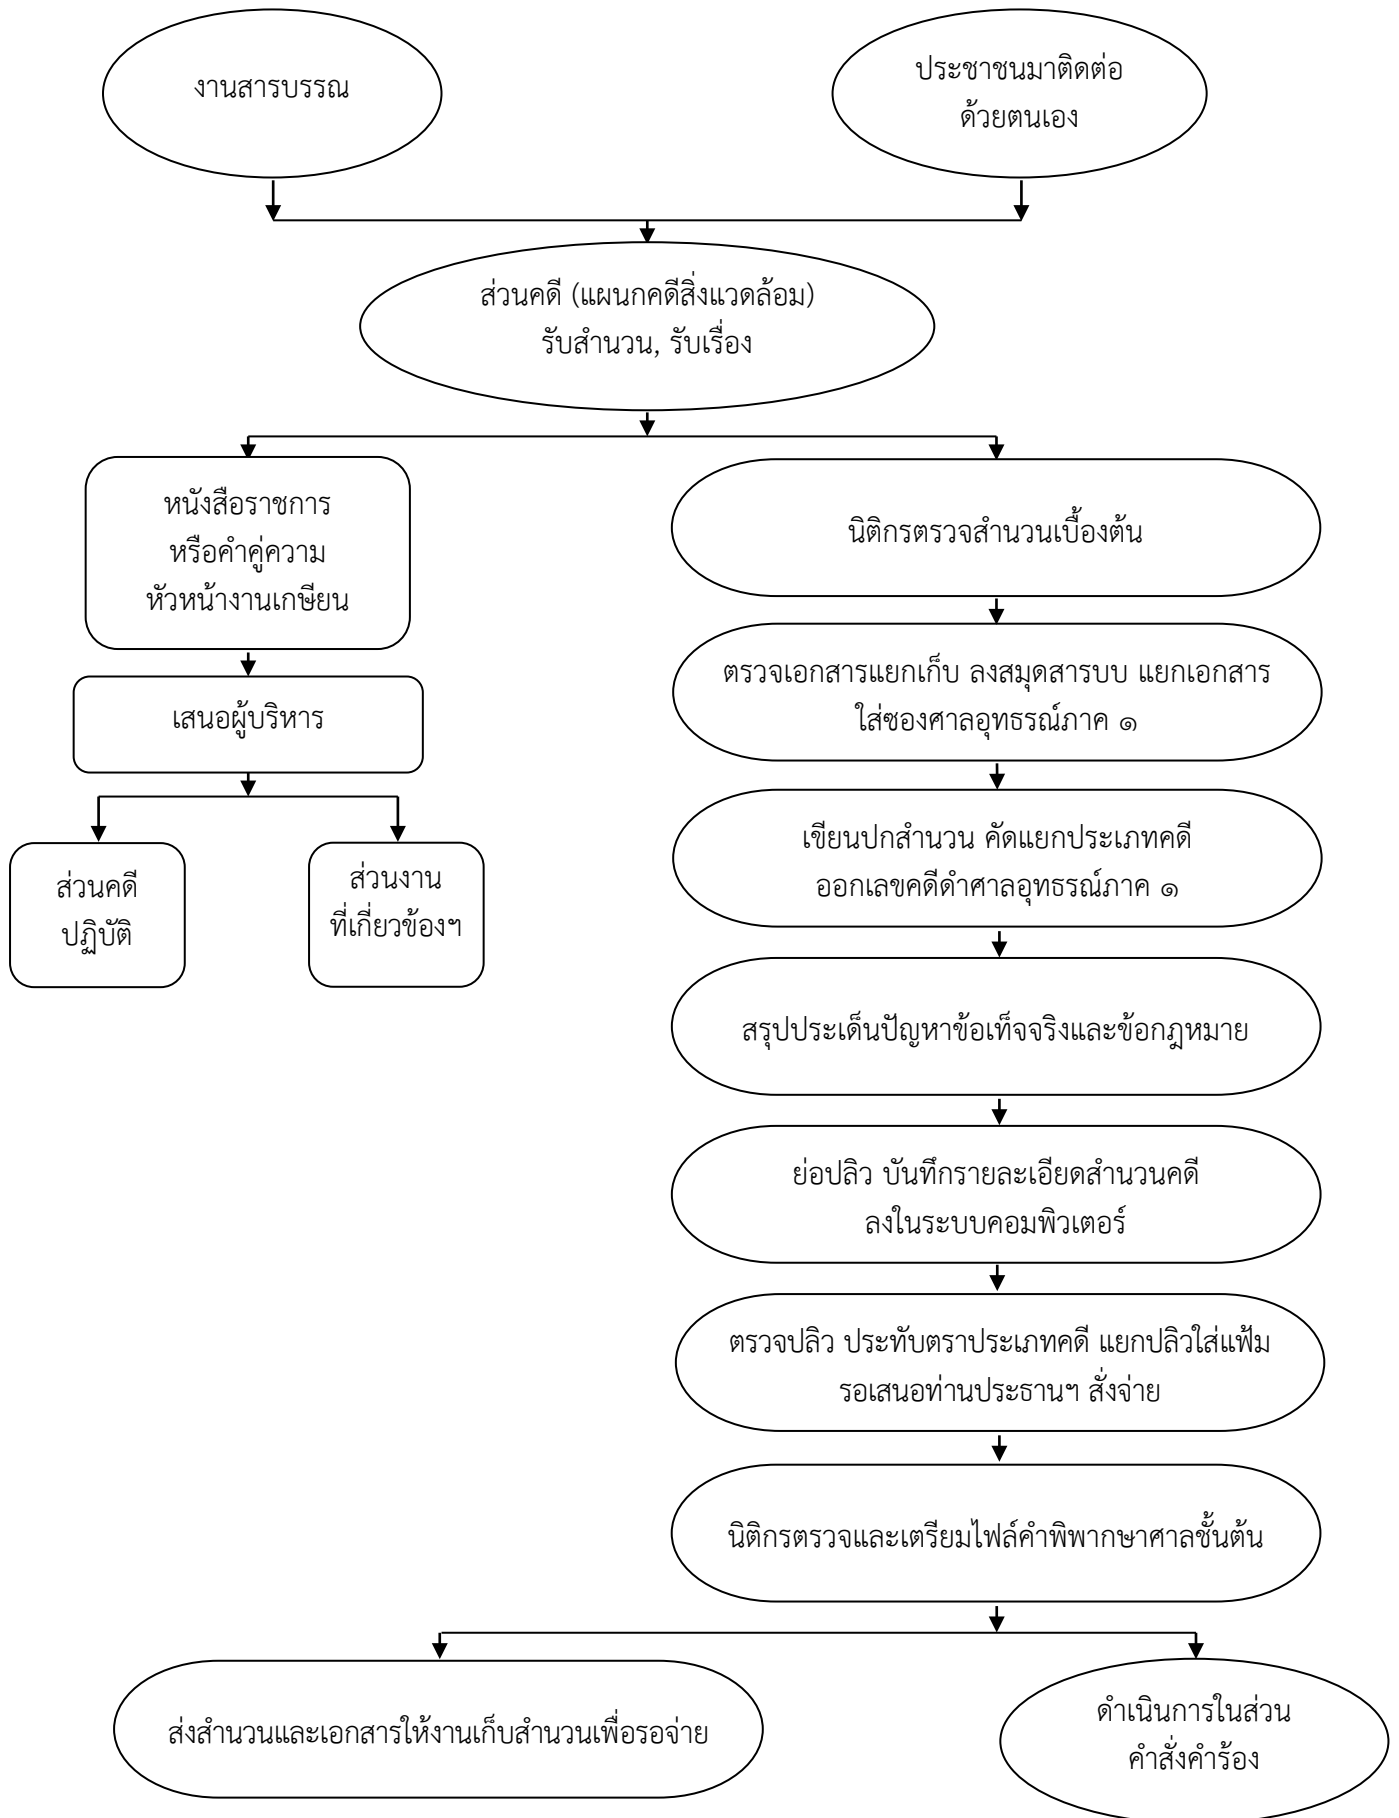 งานสารบรรณ
ประชาชนมาติดต่อ
ด้วยตนเอง
ส่วนคดี (แผนกคดีสิ่งแวดล้อม)
รับสำนวน, รับเรื่อง
หนังสือราชการ
หรือคำคู่ความ
หัวหน้างานเกษียน
เสนอผู้บริหาร
ส่วนคดี
ปฏิบัติ
ส่วนงาน
ที่เกี่ยวข้องฯ
นิติกรตรวจสำนวนเบื้องต้น
ตรวจเอกสารแยกเก็บ ลงสมุดสารบบ แยกเอกสาร
ใส่ซองศาลอุทธรณ์ภาค ๑
เขียนปกสำนวน คัดแยกประเภทคดี
ออกเลขคดีดำศาลอุทธรณ์ภาค ๑
สรุปประเด็นปัญหาข้อเท็จจริงและข้อกฎหมาย
ย่อปลิว บันทึกรายละเอียดสำนวนคดี
ลงในระบบคอมพิวเตอร์
ตรวจปลิว ประทับตราประเภทคดี แยกปลิวใส่แฟ้ม
รอเสนอท่านประธานฯ สั่งจ่าย
นิติกรตรวจและเตรียมไฟล์คำพิพากษาศาลชั้นต้น
ส่งสำนวนและเอกสารให้งานเก็บสำนวนเพื่อรอจ่าย
ดำเนินการในส่วน
คำสั่งคำร้อง